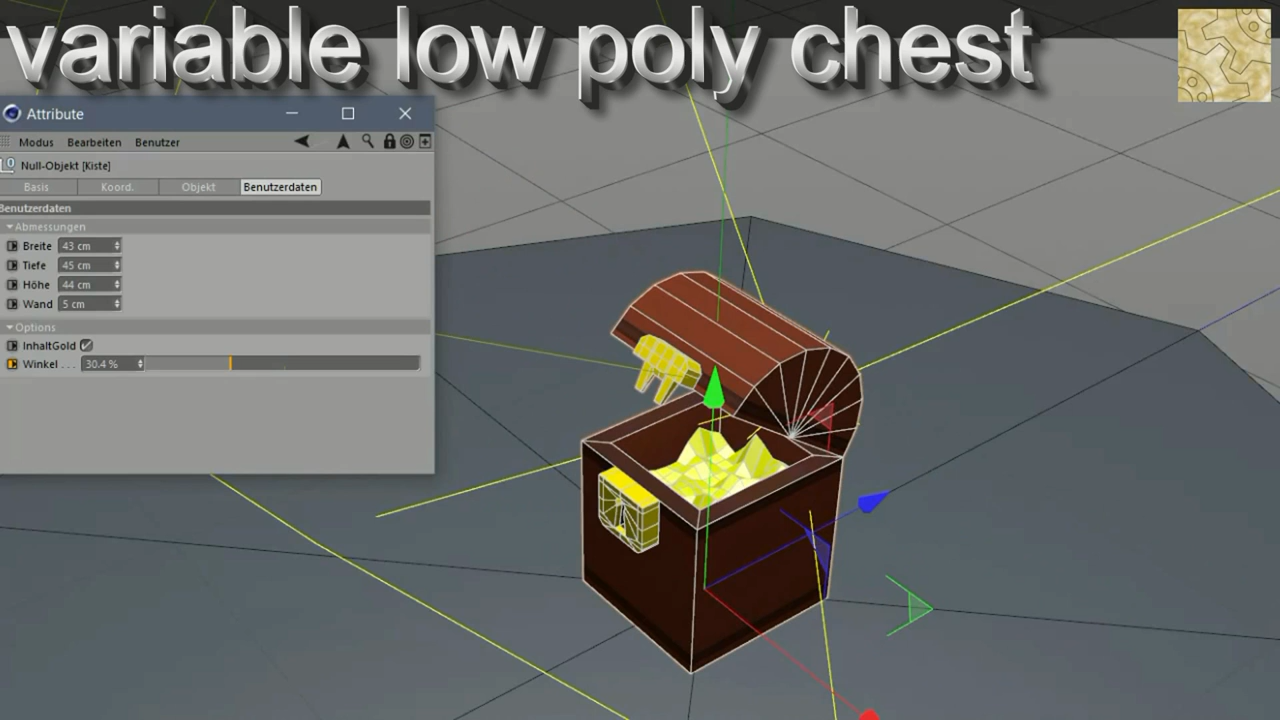 variable low poly chest
Attribute
Modus Bearbeiten Benutzer
Null-Objekt [Kiste]
Basis Koord. Objekt Benutzerdaten
Benutzerdaten
Abmessungen
Breite 43 cm
Tiefe 45 cm
Höhe 44 cm
Wand 5 cm
Options
InhaltGold
Winkel . . . 30.4 %